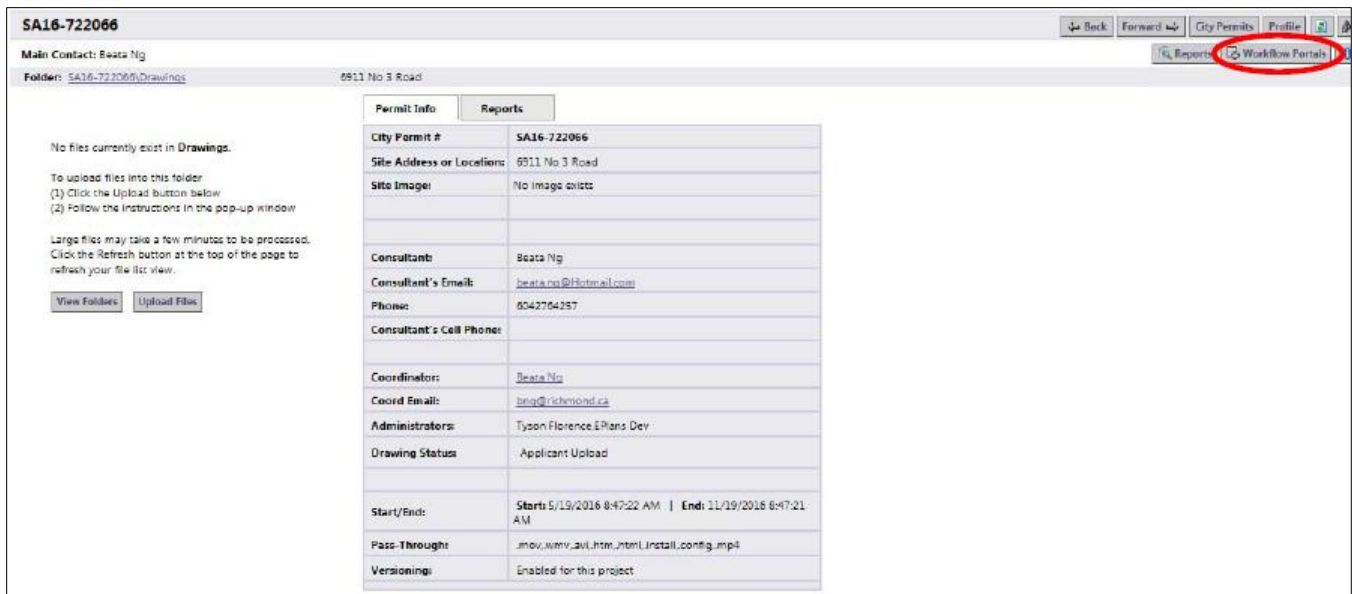 SA16-722066
Back Forward City Permits Profile
Main Contact: Beata Ng
Reports Workflow Portals
Folder: SA16-722066\Drawings 6911 No 3 Road
Permit Info Reports
No files currently exist in Drawings.
To upload files into this folder
(1) Click the Upload button below
(2) Follow the instructions in the pop-up window
Large files may take a few minutes to be processed.
Click the Refresh button at the top of the page to
refresh your file list view.
View Folders Upload Files
City Permit # SA16-722066
Site Address or Location: 6911 No 3 Road
Site Image: No image exists
Consultant: Beata Ng
Consultant's Email: beata.ng@Hotmail.com
Phone: 6042764257
Consultant's Cell Phone:
Coordinator: Beata Ng
Coord Email: bng@richmond.ca
Administrators: Tyson Florence,EPlans Dev
Drawing Status: Applicant Upload
Start/End: Start: 5/19/2016 8:47:22 AM | End: 11/19/2016 8:47:21
AM
Pass-Through: .mov,.wmv,.avi,.htm,.html,.install,.config,.mp4
Versioning: Enabled for this project